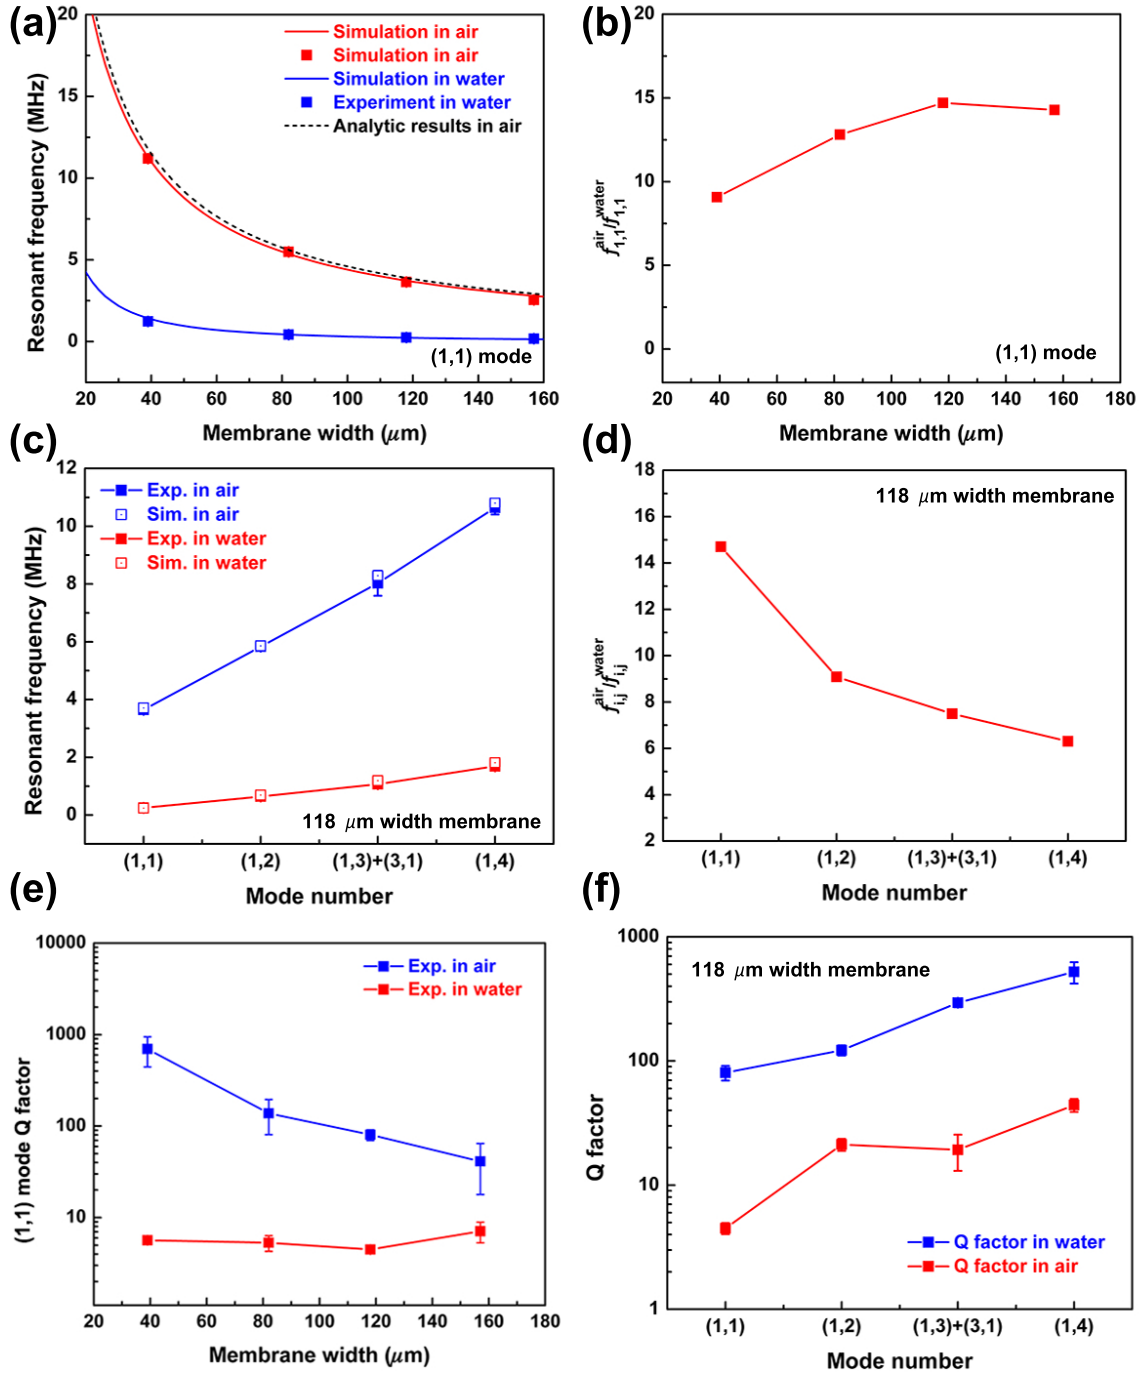 (a)
20
15
10
5
0
Resonant frequency (MHz)
Simulation in air
Simulation in air
Simulation in water
Experiment in water
Analytic results in air
(1,1) mode
20 40 60 80 100 120 140 160
Membrane width (μm)
(b)
20
15
10
5
0
f 1,1 air / f 1,1 water
(1,1) mode
20 40 60 80 100 120 140 160 180
Membrane width (μm)
(c)
12
10
8
6
4
2
0
Resonant frequency (MHz)
Exp. in air
Sim. in air
Exp. in water
Sim. in water
118 μm width membrane
(1,1) (1,2) (1,3)+(3,1) (1,4)
Mode number
(d)
18
16
14
12
10
8
6
4
2
f i,j air / f i,j water
118 μm width membrane
(1,1) (1,2) (1,3)+(3,1) (1,4)
Mode number
(e)
10000
1000
100
10
(1,1) mode Q factor
Exp. in air
Exp. in water
20 40 60 80 100 120 140 160 180
Membrane width (μm)
(f)
1000
100
10
1
Q factor
118 μm width membrane
Q factor in water
Q factor in air
(1,1) (1,2) (1,3)+(3,1) (1,4)
Mode number